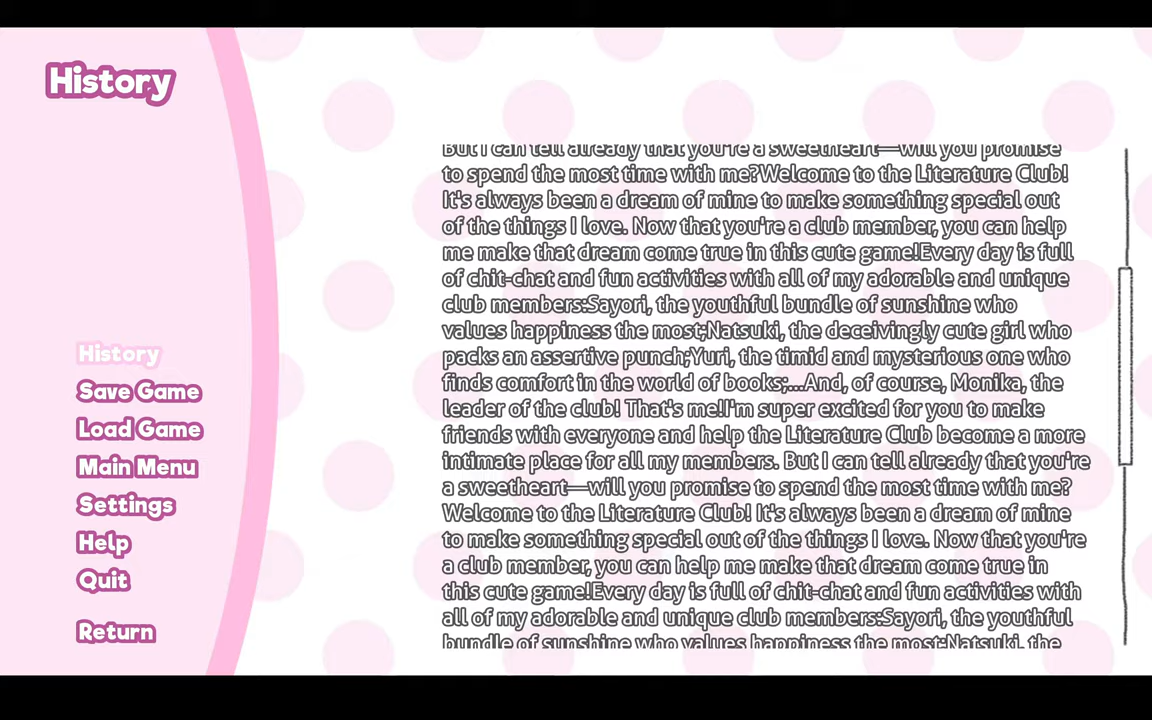 History
History
Save Game
Load Game
Main Menu
Settings
Help
Quit
Return
But I can tell already that you're a sweetheart—will you promise
to spend the most time with me?Welcome to the Literature Club!
It's always been a dream of mine to make something special out
of the things I love. Now that you're a club member, you can help
me make that dream come true in this cute game!Every day is full
of chit-chat and fun activities with all of my adorable and unique
club members:Sayori, the youthful bundle of sunshine who
values happiness the most;Natsuki, the deceivingly cute girl who
packs an assertive punch;Yuri, the timid and mysterious one who
finds comfort in the world of books;...And, of course, Monika, the
leader of the club! That's me!I'm super excited for you to make
friends with everyone and help the Literature Club become a more
intimate place for all my members. But I can tell already that you're
a sweetheart—will you promise to spend the most time with me?
Welcome to the Literature Club! It's always been a dream of mine
to make something special out of the things I love. Now that you're
a club member, you can help me make that dream come true in
this cute game!Every day is full of chit-chat and fun activities with
all of my adorable and unique club members:Sayori, the youthful
bundle of sunshine who values happiness the most;Natsuki, the